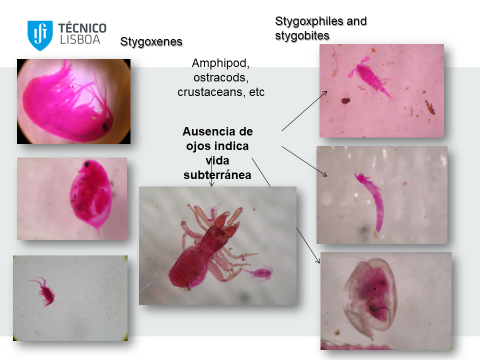 TÉCNICO
LISBOA
Stygoxenes
Stygoxphiles and
stygobites
Amphipod,
ostracods,
crustaceans, etc
Ausencia de
ojos indica
vida
subterránea